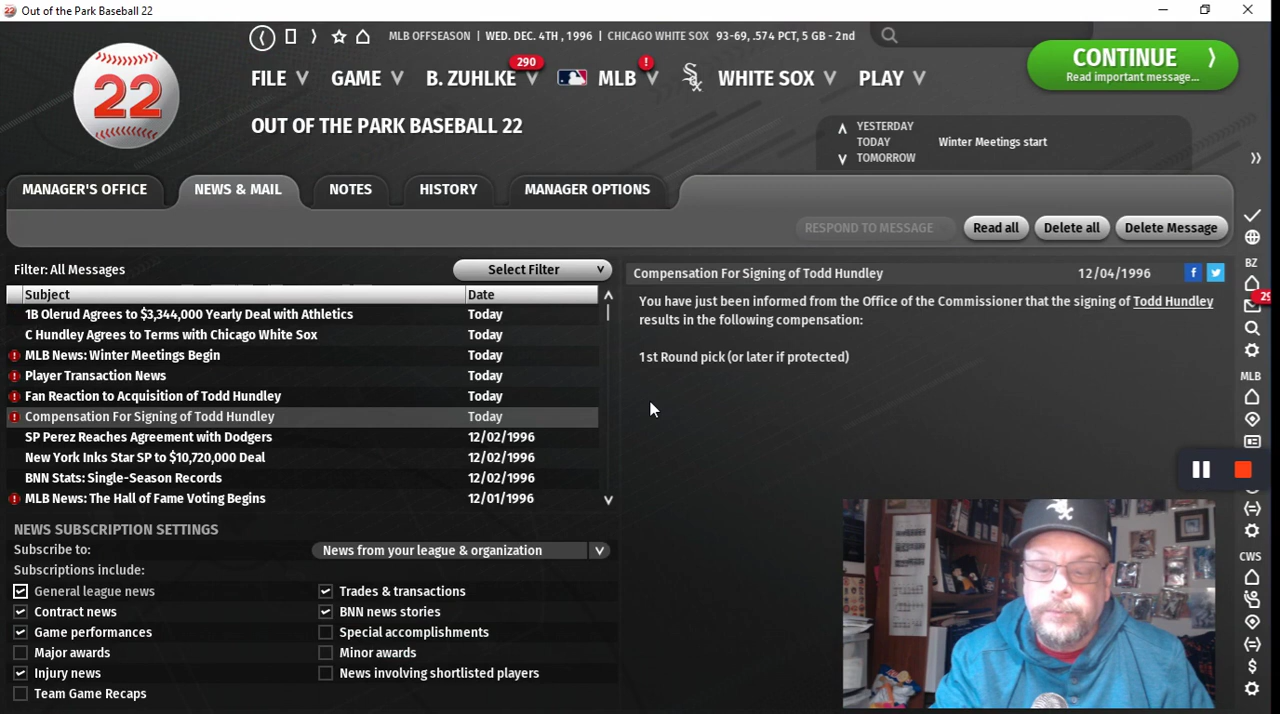 Out of the Park Baseball 22
MLB OFFSEASON | WED. DEC. 4TH , 1996 | CHICAGO WHITE SOX 93-69, .574 PCT, 5 GB - 2nd
22
FILE GAME B. ZUHLKE 290 MLB ! WHITE SOX PLAY
CONTINUE
Read important message...
OUT OF THE PARK BASEBALL 22
YESTERDAY
TODAY Winter Meetings start
TOMORROW
MANAGER'S OFFICE NEWS & MAIL NOTES HISTORY MANAGER OPTIONS
RESPOND TO MESSAGE Read all Delete all Delete Message
Filter: All Messages Select Filter
Subject Date
1B Olerud Agrees to $3,344,000 Yearly Deal with Athletics Today
C Hundley Agrees to Terms with Chicago White Sox Today
! MLB News: Winter Meetings Begin Today
! Player Transaction News Today
! Fan Reaction to Acquisition of Todd Hundley Today
! Compensation For Signing of Todd Hundley Today
SP Perez Reaches Agreement with Dodgers 12/02/1996
New York Inks Star SP to $10,720,000 Deal 12/02/1996
BNN Stats: Single-Season Records 12/02/1996
! MLB News: The Hall of Fame Voting Begins 12/01/1996
Compensation For Signing of Todd Hundley 12/04/1996 f
You have just been informed from the Office of the Commissioner that the signing of Todd Hundley
results in the following compensation:
1st Round pick (or later if protected)
NEWS SUBSCRIPTION SETTINGS
Subscribe to: News from your league & organization
Subscriptions include:
General league news Trades & transactions
Contract news BNN news stories
Game performances Special accomplishments
Major awards Minor awards
Injury news News involving shortlisted players
Team Game Recaps
BZ
29
MLB
CWS
$